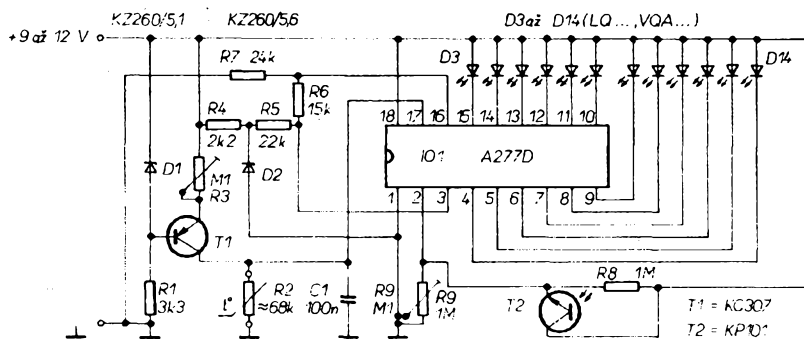 KZ260/5,1 KZ260/5,6 D3 až D14 (LQ..., VQA...)
+9 až 12 V
R7 24k
D3
D14
R6
15k
R4
2k2
R5
22k
18 17 16 15 14 13 12 11 10
IO1 A277D
1 2 3 4 5 6 7 8 9
D1
M1
R3
D2
T1
R1
3k3
t°
R2
≈68k
C1
100n
R9
M1
R9
1M
T2
R8 1M
T1 = KC307
T2 = KP101